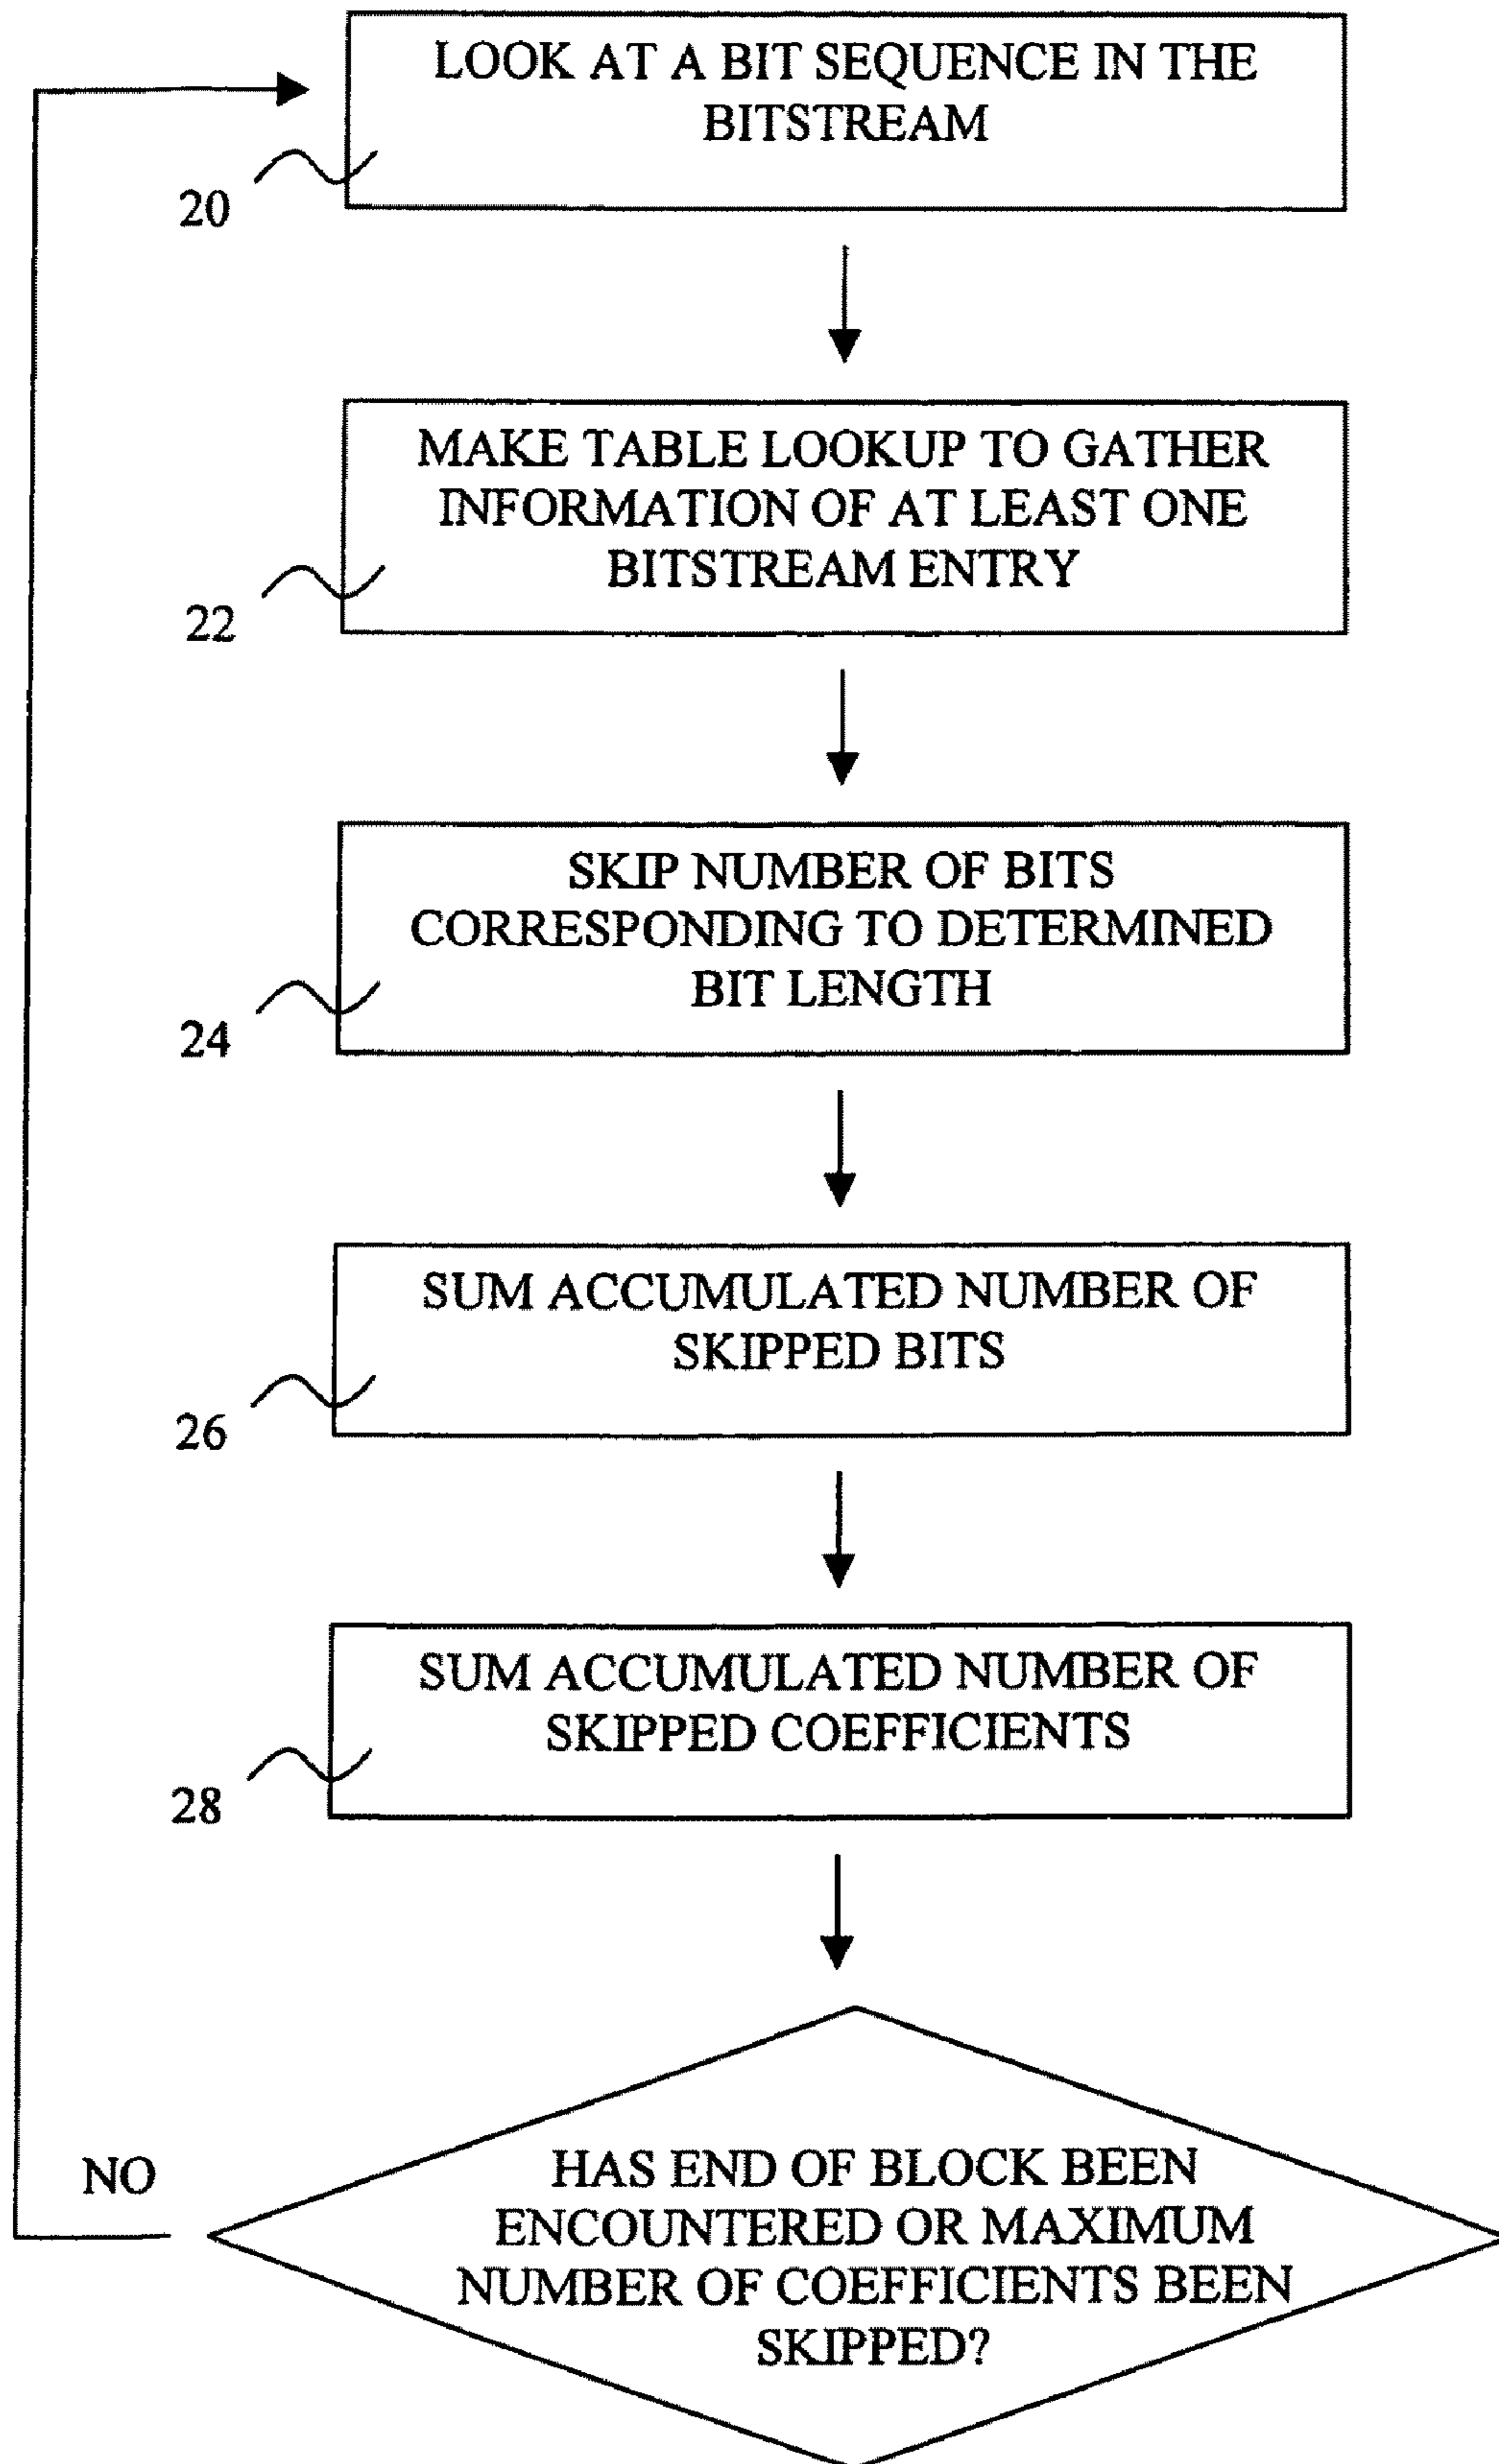 LOOK AT A BIT SEQUENCE IN THE
BITSTREAM
20
MAKE TABLE LOOKUP TO GATHER
INFORMATION OF AT LEAST ONE
BITSTREAM ENTRY
22
SKIP NUMBER OF BITS
CORRESPONDING TO DETERMINED
BIT LENGTH
24
SUM ACCUMULATED NUMBER OF
SKIPPED BITS
26
SUM ACCUMULATED NUMBER OF
SKIPPED COEFFICIENTS
28
NO
HAS END OF BLOCK BEEN
ENCOUNTERED OR MAXIMUM
NUMBER OF COEFFICIENTS BEEN
SKIPPED?